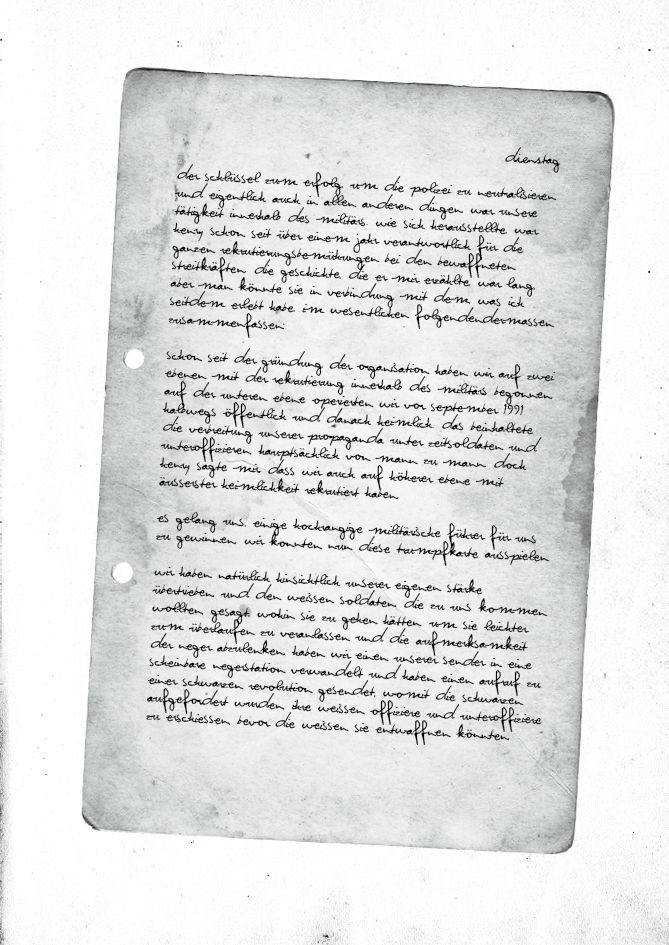 dienstag
der schlüssel zum erfolg um die polizei zu neutralisieren
und eigentlich auch in allen anderen dingen war unsere
tätigkeit innerhalb des militärs. wie sich herausstellte war
henry schon seit über einem jahr verantwortlich für die
ganzen rekrutierungsbemühungen bei den bewaffneten
streitkräften. die geschichte, die er mir erzählte war lang
aber man könnte sie in verbindung mit dem, was ich
seitdem erlebt habe im wesentlichen folgendendermassen
zusammenfassen:
schon seit der gründung der organisation haben wir auf zwei
ebenen mit der rekrutierung innerhalb des militärs begonnen
auf der unteren ebene operierten wir vor september 1991
halbwegs öffentlich und danach heimlich. das beinhaltete
die verbreitung unserer propaganda unter zeitsoldaten und
unteroffizieren hauptsächlich von mann zu mann. doch
henry sagte mir, dass wir auch auf höherer ebene mit
äusserster heimlichkeit rekrutiert haben
es gelang uns, einige hochrangige militärische führer für uns
zu gewinnen. wir konnten nun diese trumpfkarte ausspielen
wir haben natürlich hinsichtlich unserer eigenen stärke
übertrieben und den weissen soldaten, die zu uns kommen
wollten gesagt, wohin sie zu gehen hätten. um sie leichter
zum überlaufen zu veranlassen und die aufmerksamkeit
der neger abzulenken haben wir einen unserer sender in eine
scheinbare negerstation verwandelt und haben einen aufruf zu
einer schwarzen revolution gesendet, womit die schwarzen
aufgefordert wurden ihre weissen offiziere und unteroffiziere
zu erschiessen bevor die weissen sie entwaffnen könnten